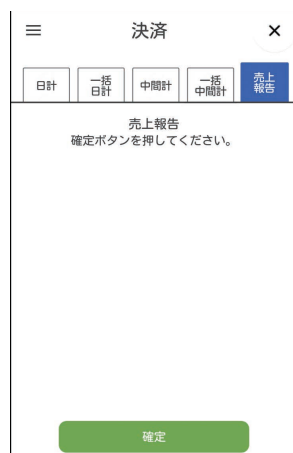 決済
日計
一括
日計
中間計
一括
中間計
売上
報告
売上報告
確定ボタンを押してください。
確定